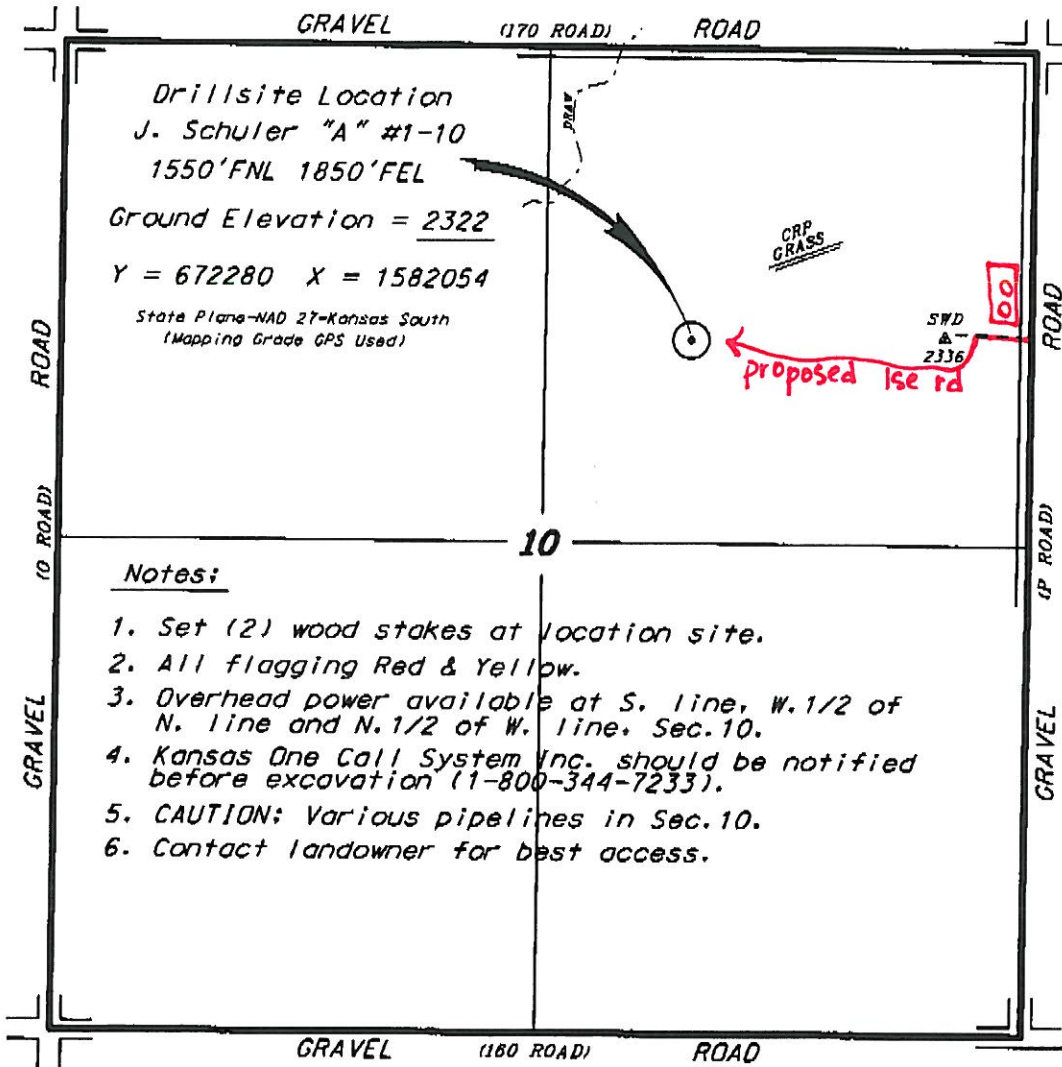 GRAVEL (170 ROAD) ROAD
Drillsite Location
J. Schuler "A" #1-10
1550'FNL 1850'FEL
Ground Elevation = 2322
Y = 672280 X = 1582054
State Plane-NAD 27-Kansas South
(Mapping Grade GPS Used)
DRAW
CRP
GRASS
SWD
2336
proposed lse rd
ROAD
(O ROAD)
GRAVEL
ROAD
(P ROAD)
GRAVEL
10
Notes:
1. Set (2) wood stakes at location site.
2. All flagging Red & Yellow.
3. Overhead power available at S. line, W.1/2 of
N. line and N.1/2 of W. line, Sec.10.
4. Kansas One Call System Inc. should be notified
before excavation (1-800-344-7233).
5. CAUTION: Various pipelines in Sec.10.
6. Contact landowner for best access.
GRAVEL (160 ROAD) ROAD